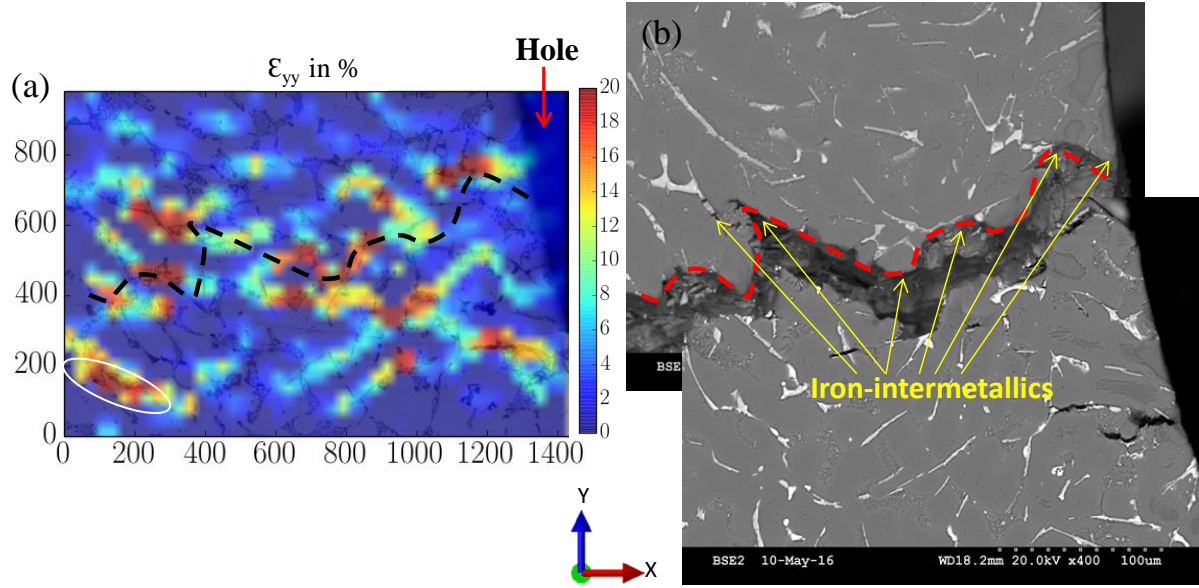 Hole
(a)
Ɛyy in %
800
600
400
200
0
0 200 400 600 800 1000 1200 1400
20
18
16
14
12
10
8
6
4
2
0
Y
X
(b)
BSE
Iron-intermetallics
BSE2 10-May-16 WD18.2mm 20.0kV x400 100um